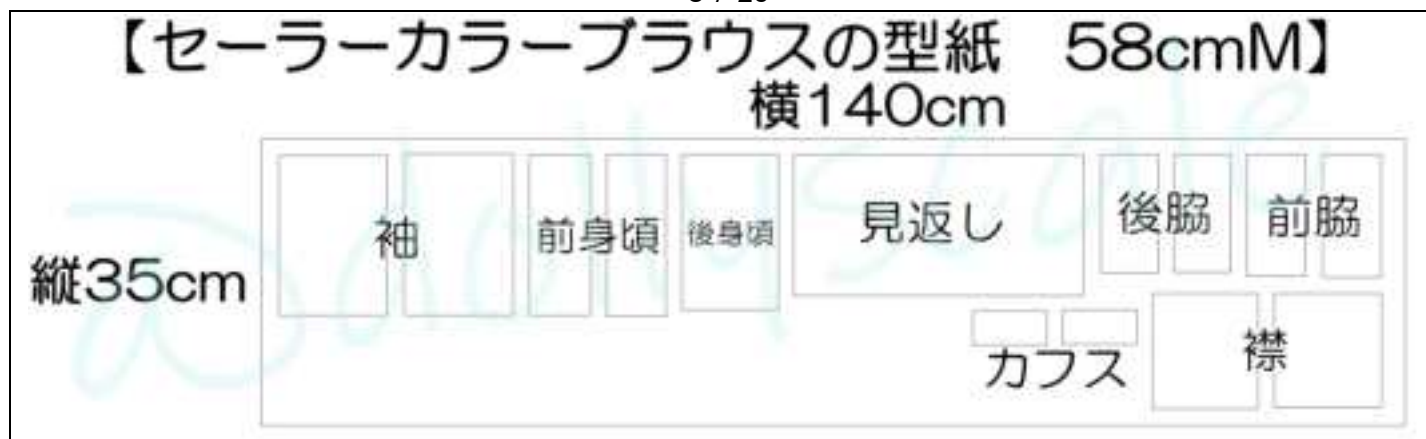 【セーラーカラーブラウスの型紙　58cmM】
横140cm
縦35cm
袖
前身頃
後身頃
見返し
後脇
前脇
カフス
襟
Dollyscale